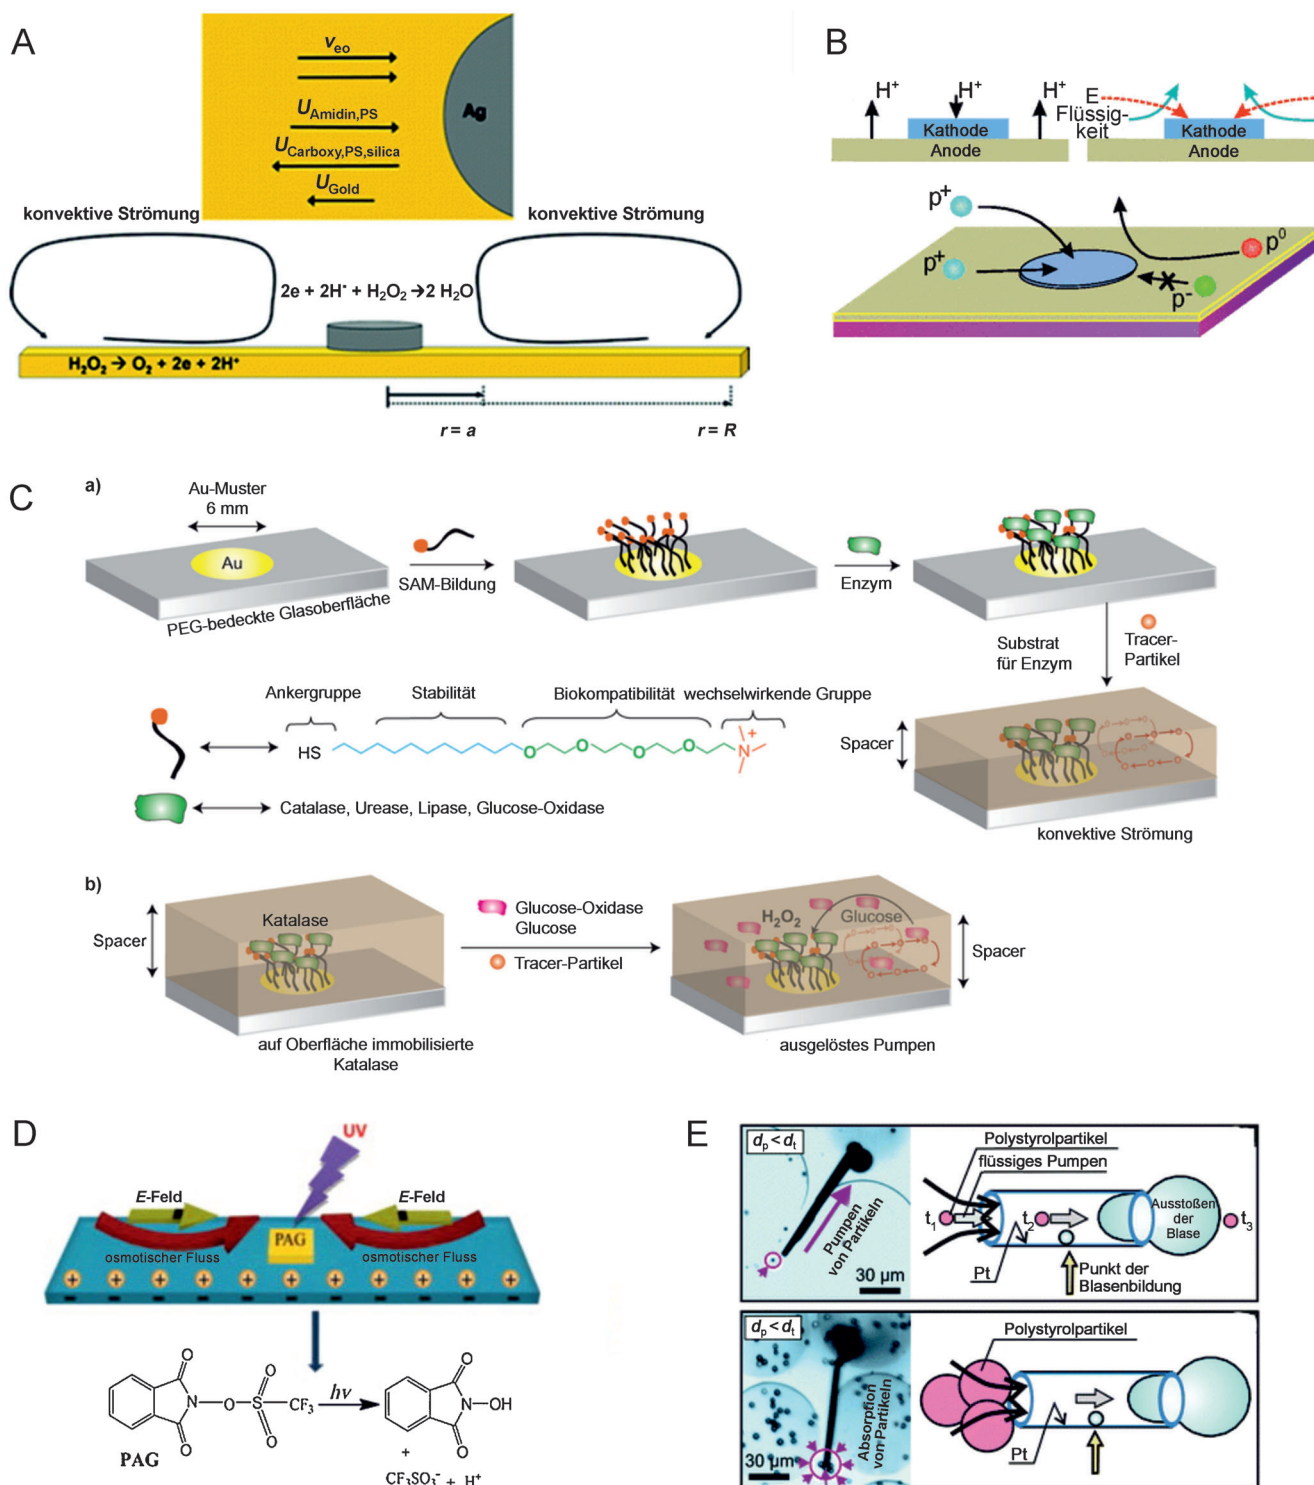 A
v_eo
U_Amidin,PS
U_Carboxy,PS,silica
U_Gold
Ag
konvektive Strömung
konvektive Strömung
2e + 2H⁺ + H₂O₂ → 2 H₂O
H₂O₂ → O₂ + 2e + 2H⁺
r = a
r = R
B
H⁺
H⁺
H⁺
Kathode
Anode
E
Flüssig-
keit
Kathode
Anode
p⁺
p⁺
p⁰
p⁻
C
a)
Au-Muster
6 mm
Au
PEG-bedeckte Glasoberfläche
SAM-Bildung
Enzym
Substrat
für Enzym
Tracer-
Partikel
Ankergruppe
Stabilität
Biokompatibilität
wechselwirkende Gruppe
HS
O
O
O
O
N
+
Spacer
konvektive Strömung
Catalase, Urease, Lipase, Glucose-Oxidase
b)
Spacer
Katalase
auf Oberfläche immobilisierte
Katalase
Glucose-Oxidase
Glucose
Tracer-Partikel
H₂O₂
Glucose
Spacer
ausgelöstes Pumpen
D
UV
E-Feld
E-Feld
PAG
osmotischer Fluss
osmotischer Fluss
+ + + + + + + + + +
- - - - - - - - - -
O
O
N
O
S
O
O
CF₃
PAG
hν
O
O
N
OH
+
CF₃SO₃⁻ + H⁺
E
d_p < d_t
Pumpen
von Partikeln
30 µm
Polystyrolpartikel
flüssiges Pumpen
t₁
t₂
t₃
Ausstoßen
der
Blase
Pt
Punkt der
Blasenbildung
d_p < d_t
Absorption
von Partikeln
30 µm
Polystyrolpartikel
Pt